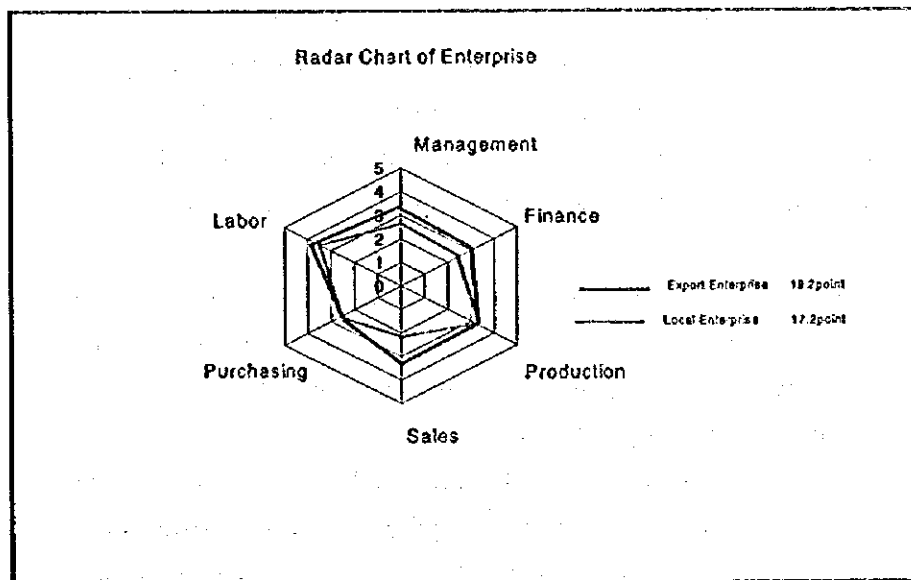 Radar Chart of Enterprise
Management
5
4
3
2
1
0
Labor
Finance
Export Enterprise
Local Enterprise 17.2point
Purchasing
Production
Sales